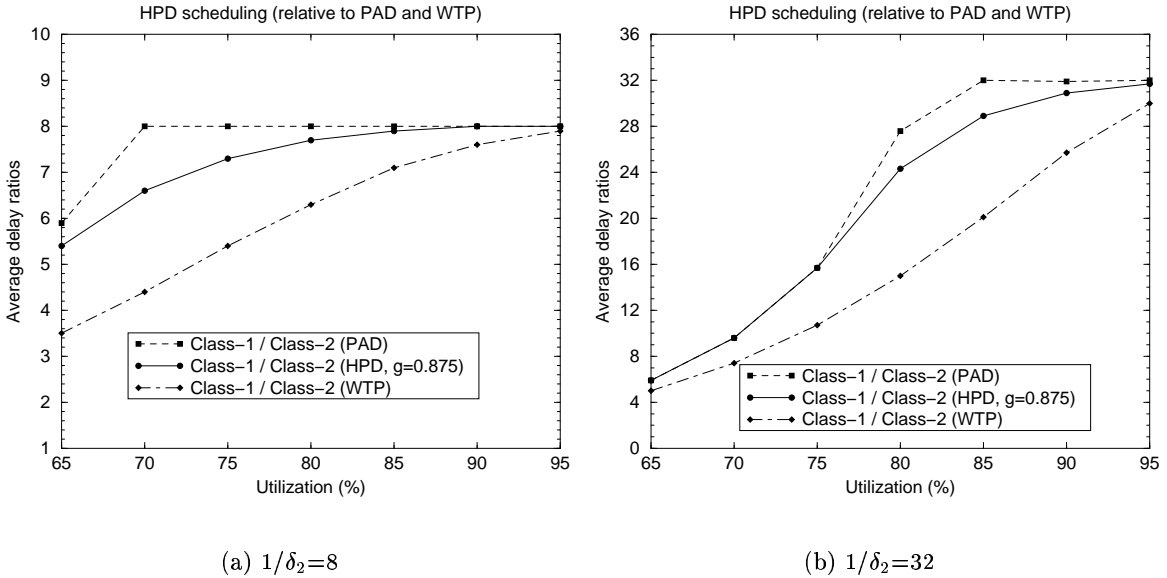 HPD scheduling (relative to PAD and WTP)
10
9
8
7
6
5
4
3
2
1
Average delay ratios
Class−1 / Class−2 (PAD)
Class−1 / Class−2 (HPD, g=0.875)
Class−1 / Class−2 (WTP)
65 70 75 80 85 90 95
Utilization (%)
(a) 1/δ₂=8
HPD scheduling (relative to PAD and WTP)
36
32
28
24
20
16
12
8
4
0
Average delay ratios
Class−1 / Class−2 (PAD)
Class−1 / Class−2 (HPD, g=0.875)
Class−1 / Class−2 (WTP)
65 70 75 80 85 90 95
Utilization (%)
(b) 1/δ₂=32